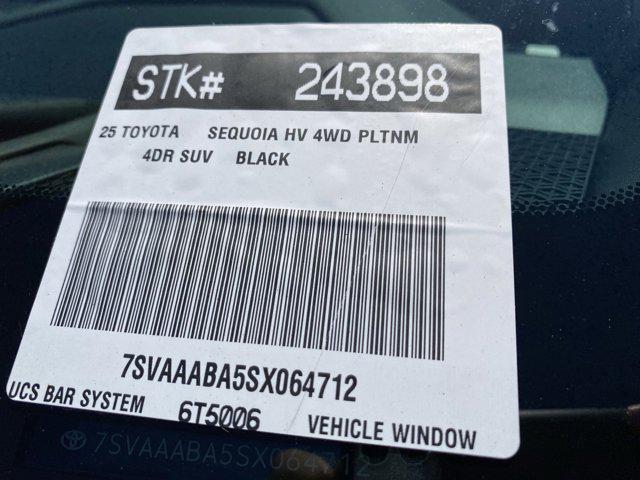 STK# 243898
25 TOYOTA SEQUOIA HV 4WD PLTNM
4DR SUV BLACK
7SVAAABA5SX064712
UCS BAR SYSTEM 6T5006 VEHICLE WINDOW
7SVAAABA5SX064712